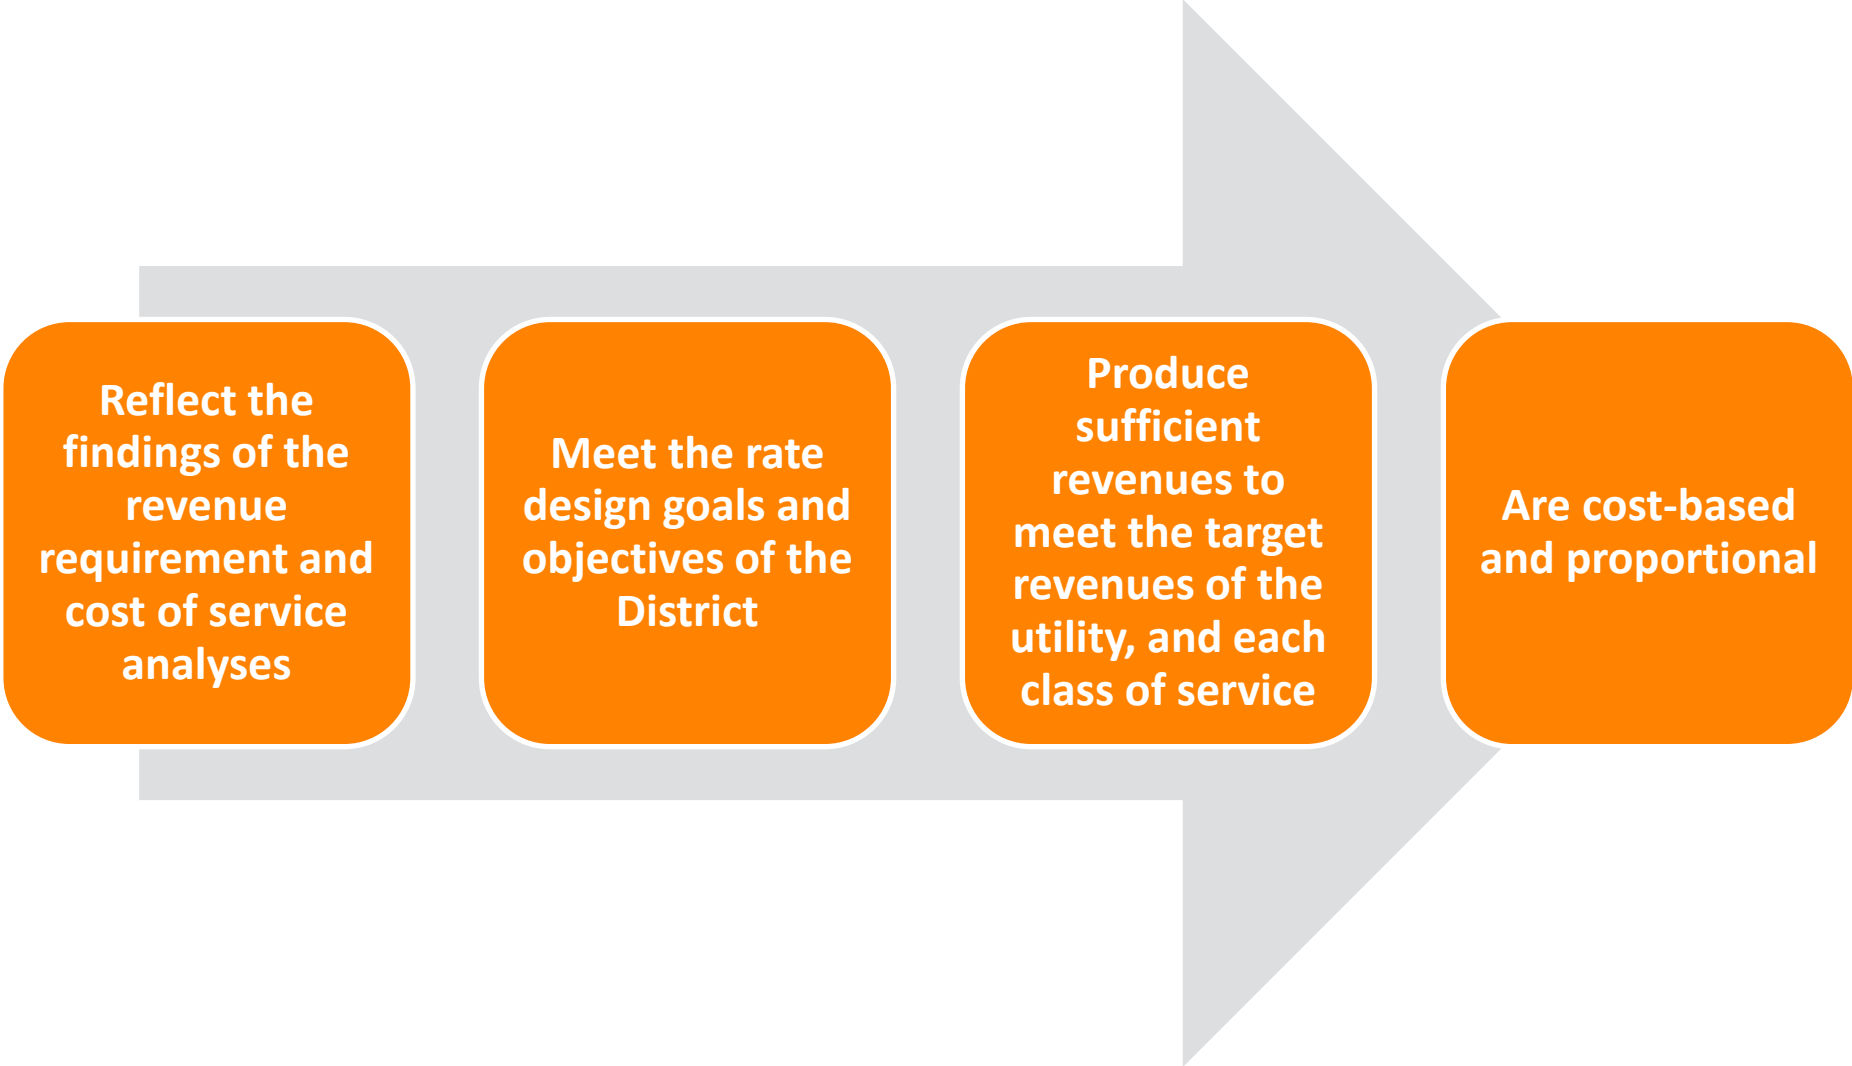 Reflect the
findings of the
revenue
requirement and
cost of service
analyses
Meet the rate
design goals and
objectives of the
District
Produce
sufficient
revenues to
meet the target
revenues of the
utility, and each
class of service
Are cost-based
and proportional